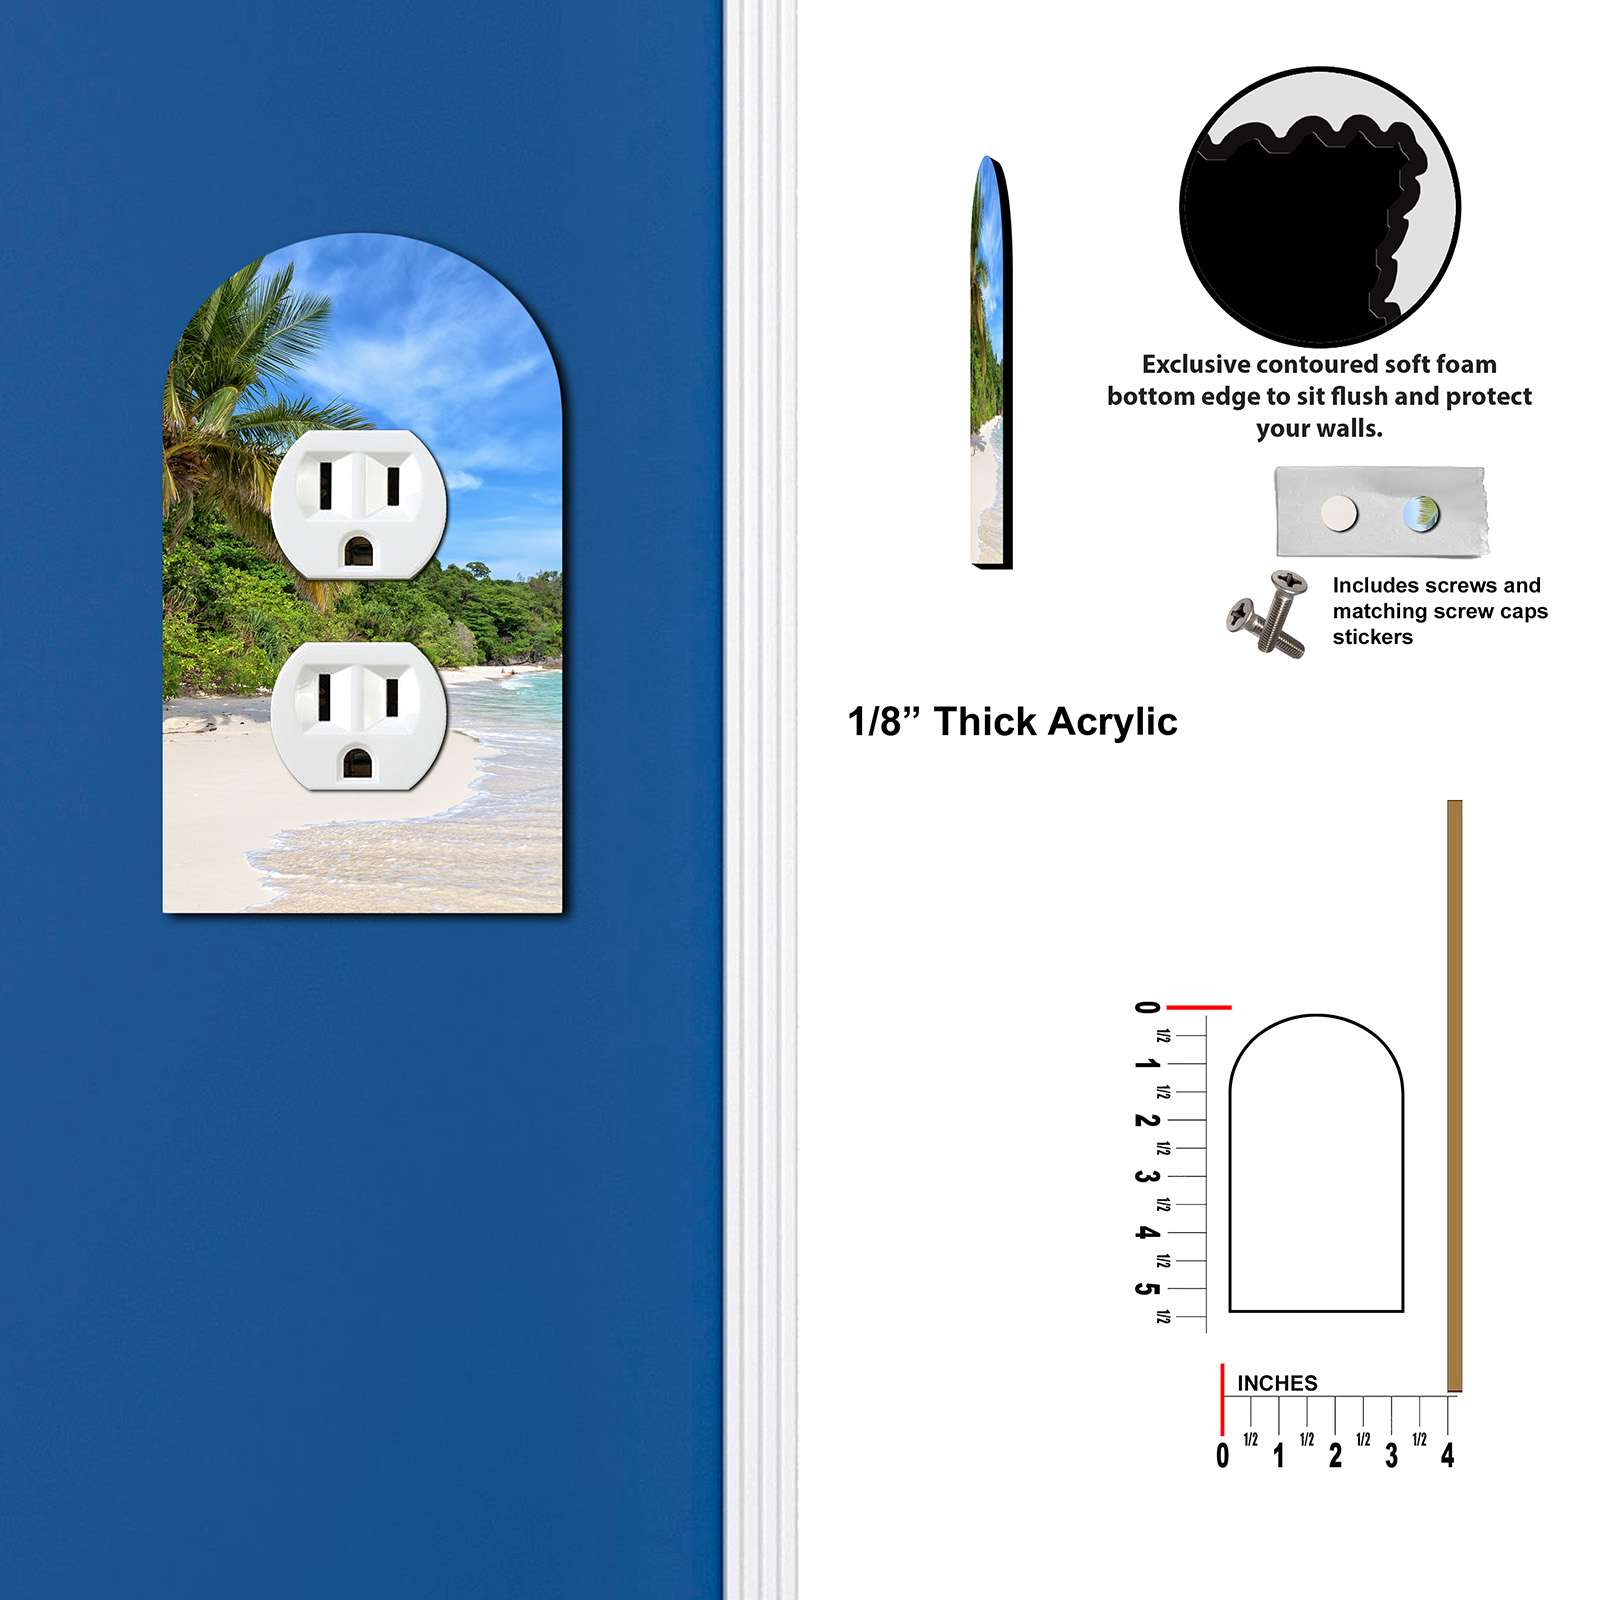 Exclusive contoured soft foam
bottom edge to sit flush and protect
your walls.
Includes screws and
matching screw caps
stickers
1/8” Thick Acrylic
0
1/2
1
1/2
2
1/2
3
1/2
4
1/2
5
1/2
INCHES
0 1/2 1 1/2 2 1/2 3 1/2 4